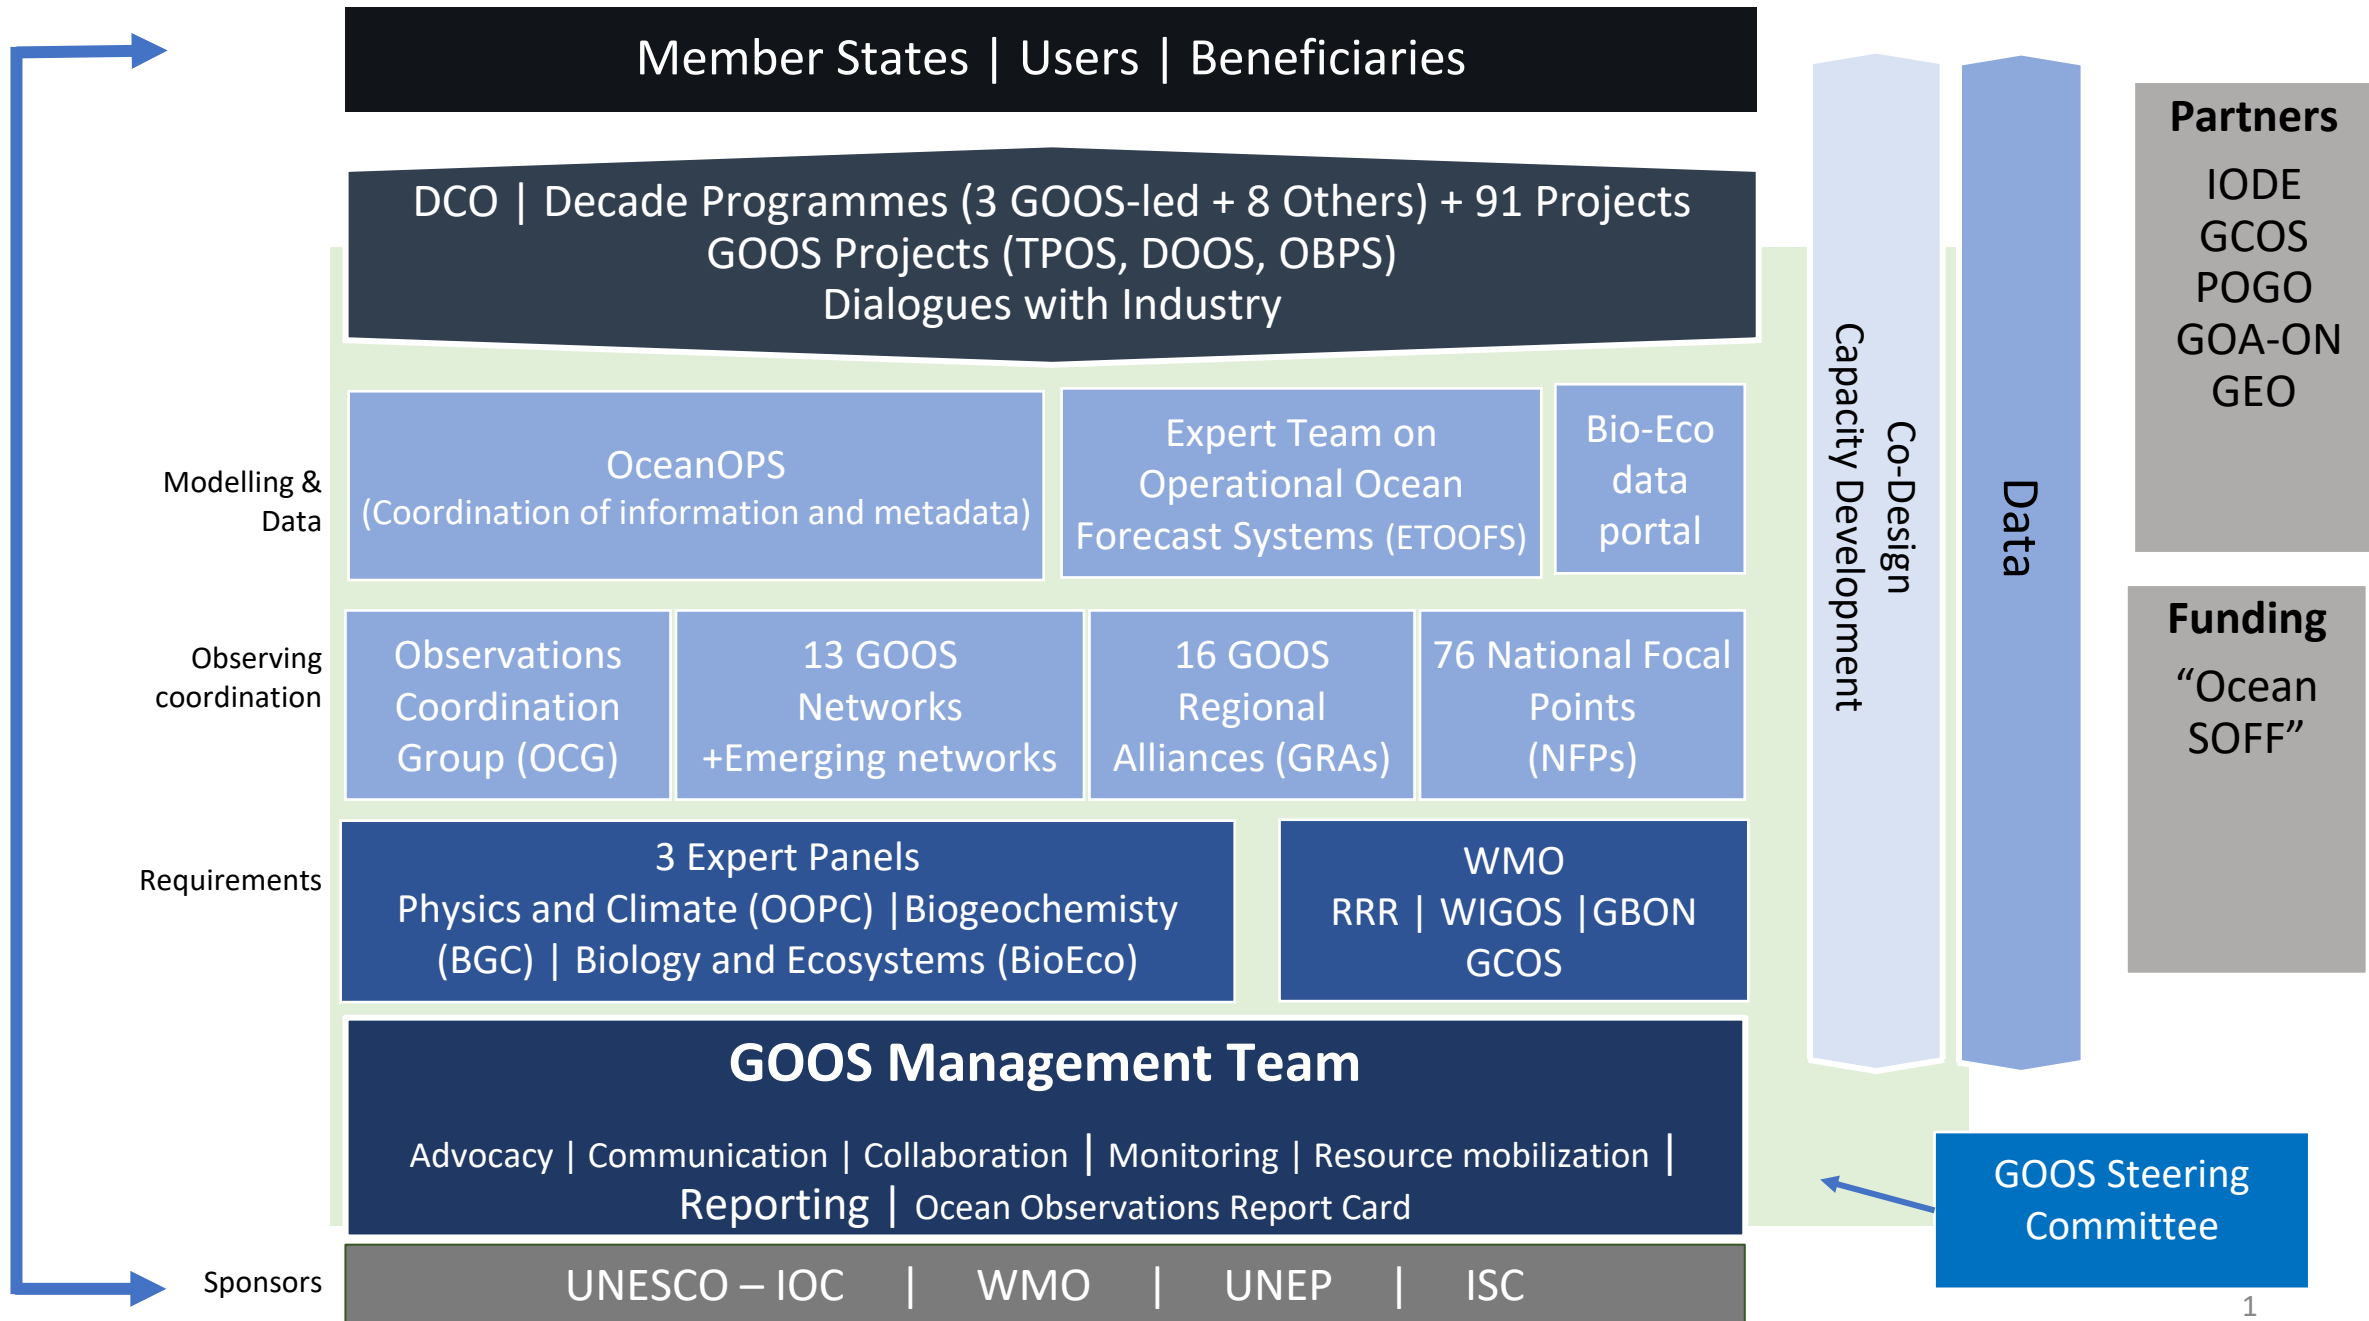 Member States | Users | Beneficiaries
DCO | Decade Programmes (3 GOOS-led + 8 Others) + 91 Projects
GOOS Projects (TPOS, DOOS, OBPS)
Dialogues with Industry
Modelling &
Data
OceanOPS
(Coordination of information and metadata)
Expert Team on
Operational Ocean
Forecast Systems (ETOOFS)
Bio-Eco
data
portal
Observing
coordination
Observations
Coordination
Group (OCG)
13 GOOS
Networks
+Emerging networks
16 GOOS
Regional
Alliances (GRAs)
76 National Focal
Points
(NFPs)
Requirements
3 Expert Panels
Physics and Climate (OOPC) |Biogeochemisty
(BGC) | Biology and Ecosystems (BioEco)
WMO
RRR | WIGOS |GBON
GCOS
GOOS Management Team
Advocacy | Communication | Collaboration | Monitoring | Resource mobilization |
Reporting | Ocean Observations Report Card
Sponsors
UNESCO – IOC | WMO | UNEP | ISC
Co-Design
Capacity Development
Data
Partners
IODE
GCOS
POGO
GOA-ON
GEO
Funding
“Ocean
SOFF”
GOOS Steering
Committee
1